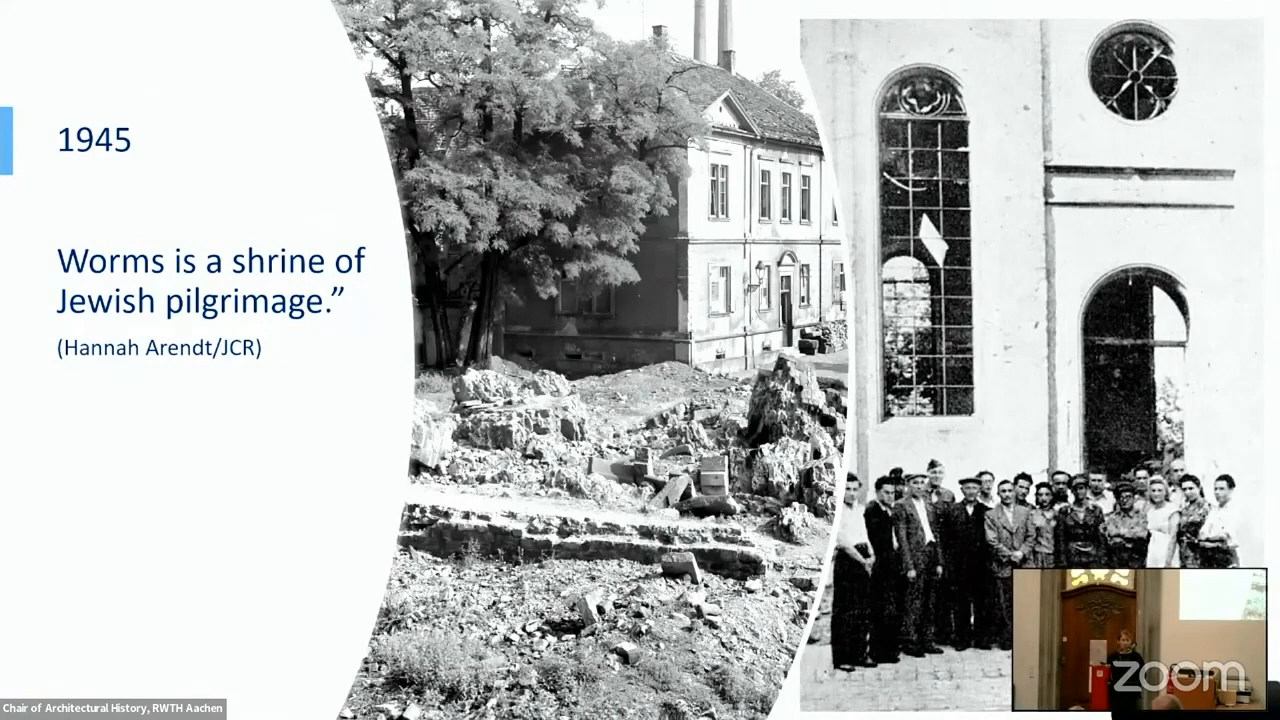 1945
Worms is a shrine of
Jewish pilgrimage.”
(Hannah Arendt/JCR)
Chair of Architectural History, RWTH Aachen
zoom